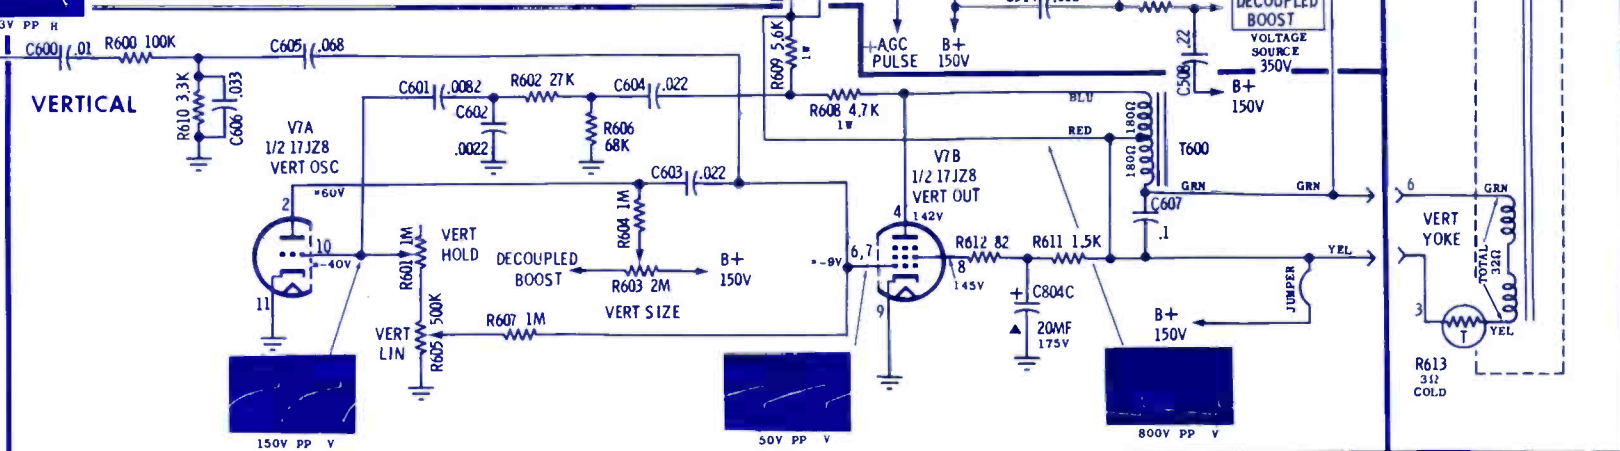 3V PP H
C600 .01
R600 100K
C605 .068
R610 3.3K
C606 .033
VERTICAL
C601 .0082
C602
.0022
R602 27K
C604 .022
R606
68K
R609 5.6K
1W
R608 4.7K
1W
+AGC
PULSE
B+
150V
.22
C508
DECOUPLED
BOOST
VOLTAGE
SOURCE
350V
B+
150V
BLU
RED
180Ω
180Ω
T600
GRN
GRN
C607
.1
V7A
1/2 17JZ8
VERT OSC
*60V
2
10
*-40V
11
R601 1M
VERT
HOLD
C603 .022
R604 1M
DECOUPLED
BOOST
R603 2M
B+
150V
VERT SIZE
VERT
LIN
R605 500K
R607 1M
V7B
1/2 17JZ8
VERT OUT
4
142V
6,7
*-9V
8
145V
9
R612 82
R611 1.5K
+ C804C
20MF
175V
YEL
JUMPER
B+
150V
6
GRN
VERT
YOKE
TOTAL
32Ω
3
YEL
T
R613
3Ω
COLD
150V PP V
50V PP V
800V PP V